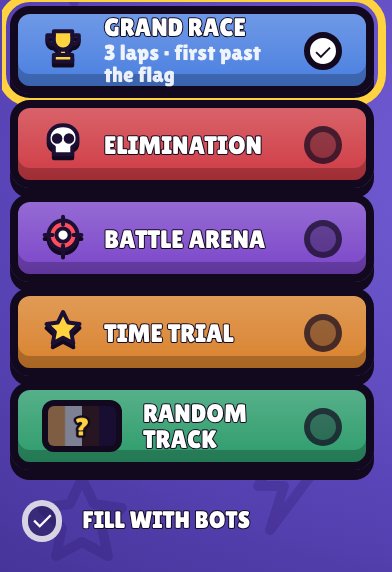 GRAND RACE
3 laps · first past
the flag
ELIMINATION
BATTLE ARENA
TIME TRIAL
?
RANDOM
TRACK
FILL WITH BOTS